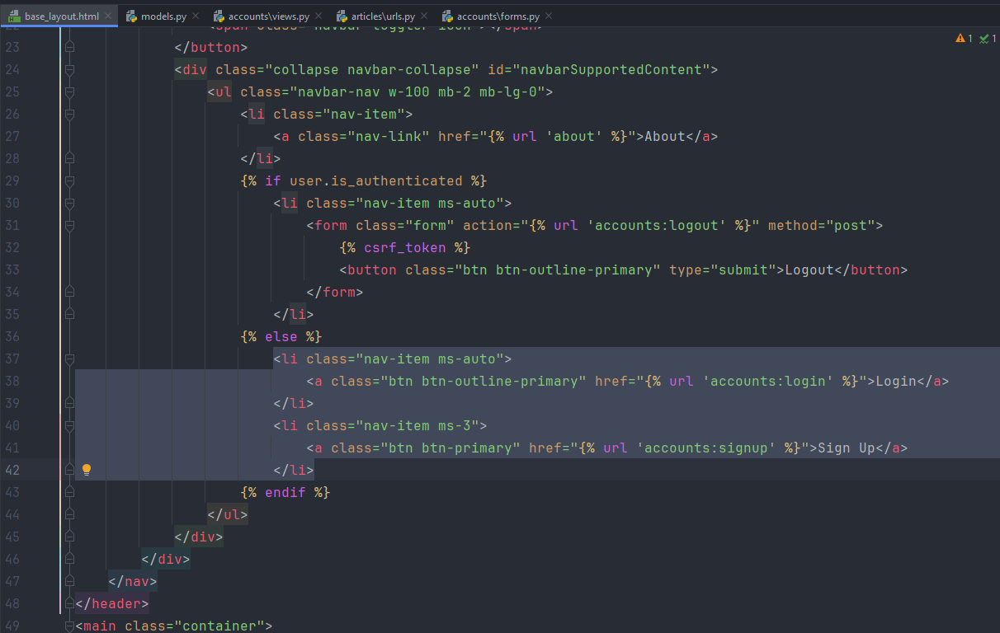 base_layout.html models.py accounts\views.py articles\urls.py accounts\forms.py
1 1
22 <span class="navbar-toggler-icon"></span>
23 </button>
24 <div class="collapse navbar-collapse" id="navbarSupportedContent">
25 <ul class="navbar-nav w-100 mb-2 mb-lg-0">
26 <li class="nav-item">
27 <a class="nav-link" href="{% url 'about' %}">About</a>
28 </li>
29 {% if user.is_authenticated %}
30 <li class="nav-item ms-auto">
31 <form class="form" action="{% url 'accounts:logout' %}" method="post">
32 {% csrf_token %}
33 <button class="btn btn-outline-primary" type="submit">Logout</button>
34 </form>
35 </li>
36 {% else %}
37 <li class="nav-item ms-auto">
38 <a class="btn btn-outline-primary" href="{% url 'accounts:login' %}">Login</a>
39 </li>
40 <li class="nav-item ms-3">
41 <a class="btn btn-primary" href="{% url 'accounts:signup' %}">Sign Up</a>
42 </li>
43 {% endif %}
44 </ul>
45 </div>
46 </div>
47 </nav>
48 </header>
49 <main class="container">